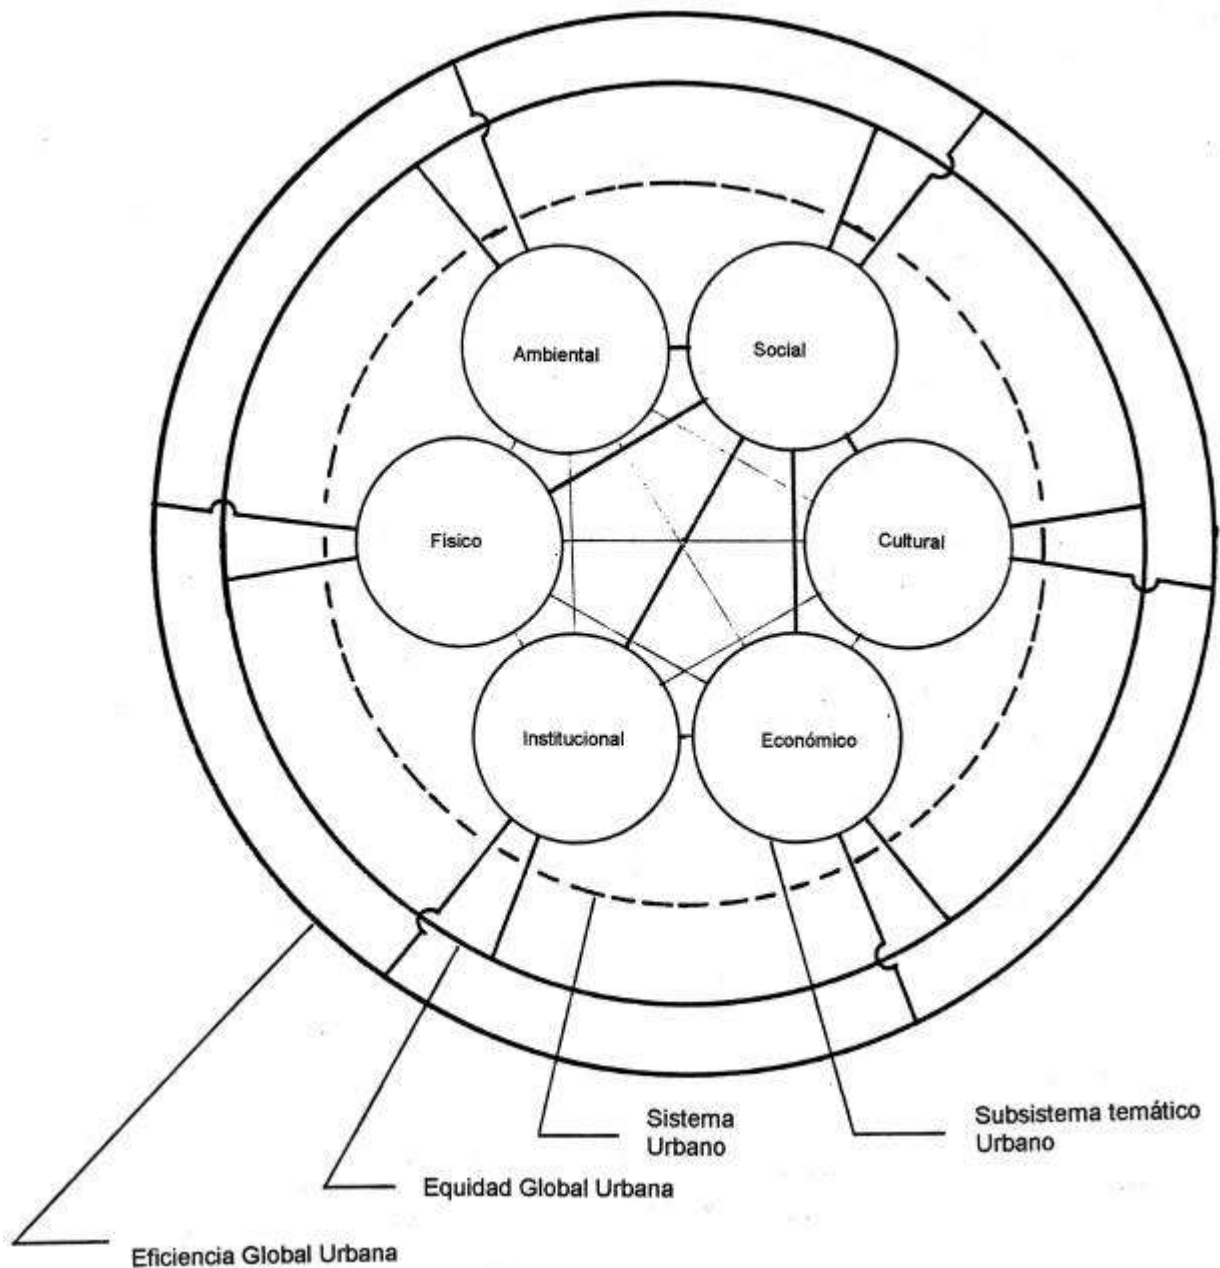 Ambiental
Social
Físico
Cultural
Institucional
Económico
Sistema
Urbano
Subsistema temático
Urbano
Equidad Global Urbana
Eficiencia Global Urbana